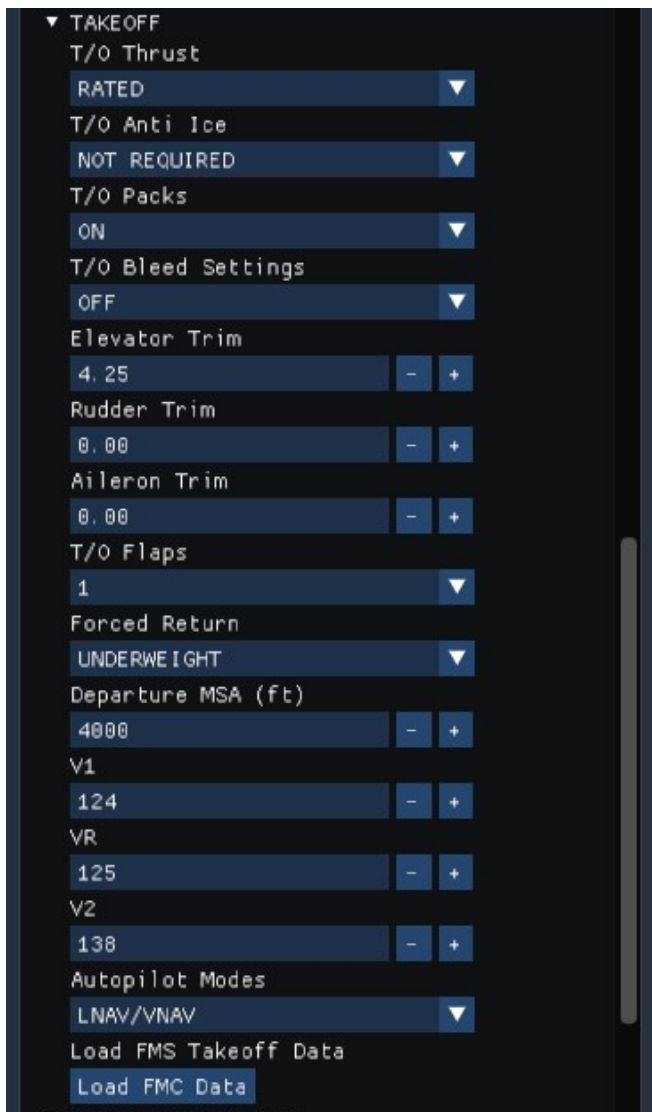 TAKEOFF
T/O Thrust
RATED
T/O Anti Ice
NOT REQUIRED
T/O Packs
ON
T/O Bleed Settings
OFF
Elevator Trim
4.25 - +
Rudder Trim
0.00 - +
Aileron Trim
0.00 - +
T/O Flaps
1
Forced Return
UNDERWEIGHT
Departure MSA (ft)
4000 - +
V1
124 - +
VR
125 - +
V2
138 - +
Autopilot Modes
LNAV/VNAV
Load FMS Takeoff Data
Load FMC Data